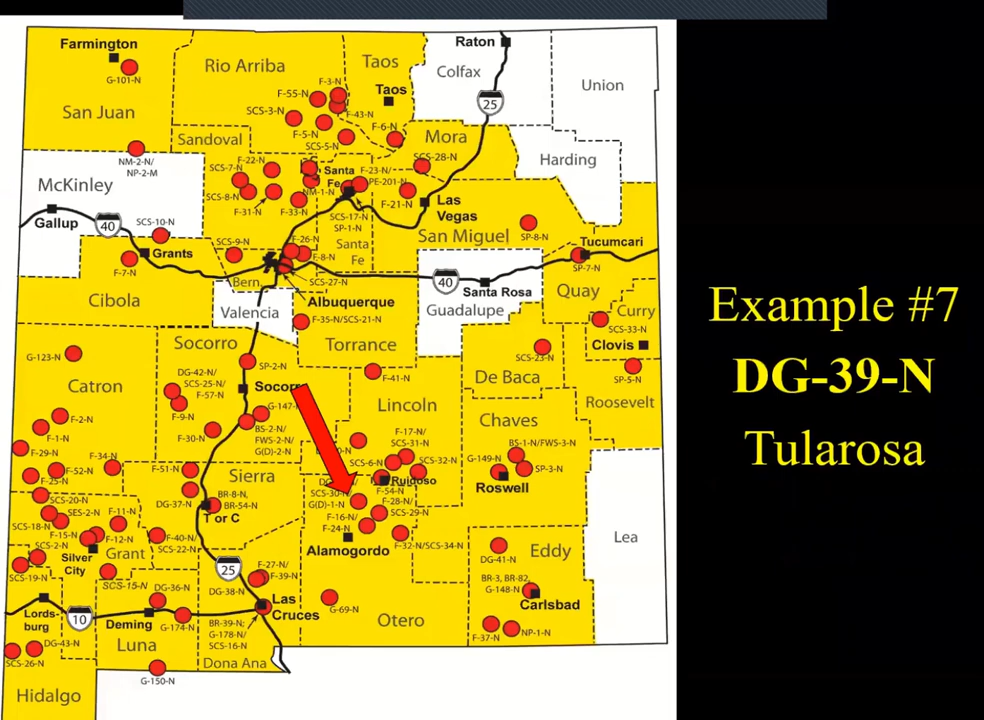 Farmington
G-101-N
San Juan
Rio Arriba
Taos
Taos
Raton
Colfax
Union
25
F-3-N
F-55-N
SCS-3-N
F-43-N
F-5-N
SCS-5-N
F-6-N
Sandoval
Mora
Harding
NM-2-N/
NP-2-M
McKinley
Gallup
40
SCS-10-N
Grants
F-7-N
Cibola
F-22-N
SCS-7-N
SCS-8-N
F-31-N
F-33-N
NM-1-N
Santa
Fe
F-23-N/
PE-201-N
SCS-28-N
F-21-N
Las
Vegas
SCS-17-N
SP-1-N
Santa
Fe
San Miguel
SP-8-N
Tucumcari
SP-7-N
SCS-9-N
F-26-N
F-8-N
SCS-27-N
Bern.
Albuquerque
Valencia
F-35-N/SCS-21-N
40
Santa Rosa
Guadalupe
Quay
Curry
SCS-33-N
Clovis
SP-5-N
Roosevelt
Torrance
Socorro
SP-2-N
Socorro
G-123-N
Catron
DG-42-N/
SCS-25-N/
F-57-N
F-9-N
F-30-N
G-147-N
BS-2-N/
FWS-2-N/
G(D)-2-N
F-41-N
Lincoln
SCS-23-N
De Baca
Chaves
F-2-N
F-1-N
F-29-N
F-52-N
F-25-N
F-34-N
F-51-N
Sierra
F-17-N/
SCS-31-N
SCS-6-N
SCS-32-N
Ruidoso
SCS-30-N
G(D)-1-N
F-54-N
F-28-N/
SCS-29-N
F-16-N/
F-24-N
F-32-N/SCS-34-N
Alamogordo
BS-1-N/FWS-3-N
G-149-N
SP-3-N
Roswell
Lea
SCS-20-N
SES-2-N
SCS-18-N
F-15-N
F-11-N
F-12-N
SCS-2-N
Silver
City
Grant
SCS-19-N
SCS-15-N
DG-37-N
BR-8-N/
BR-54-N
T or C
F-40-N/
SCS-22-N
25
F-27-N/
F-39-N
DG-38-N
Las
Cruces
BR-39-N;
G-178-N/
SCS-16-N
Dona Ana
G-69-N
Otero
DG-41-N
Eddy
BR-3, BR-82,
G-148-N
Carlsbad
F-37-N
NP-1-N
Lords-
burg
10
Deming
DG-36-N
G-174-N
Luna
DG-43-N
SCS-26-N
G-150-N
Hidalgo
Example #7
DG-39-N
Tularosa